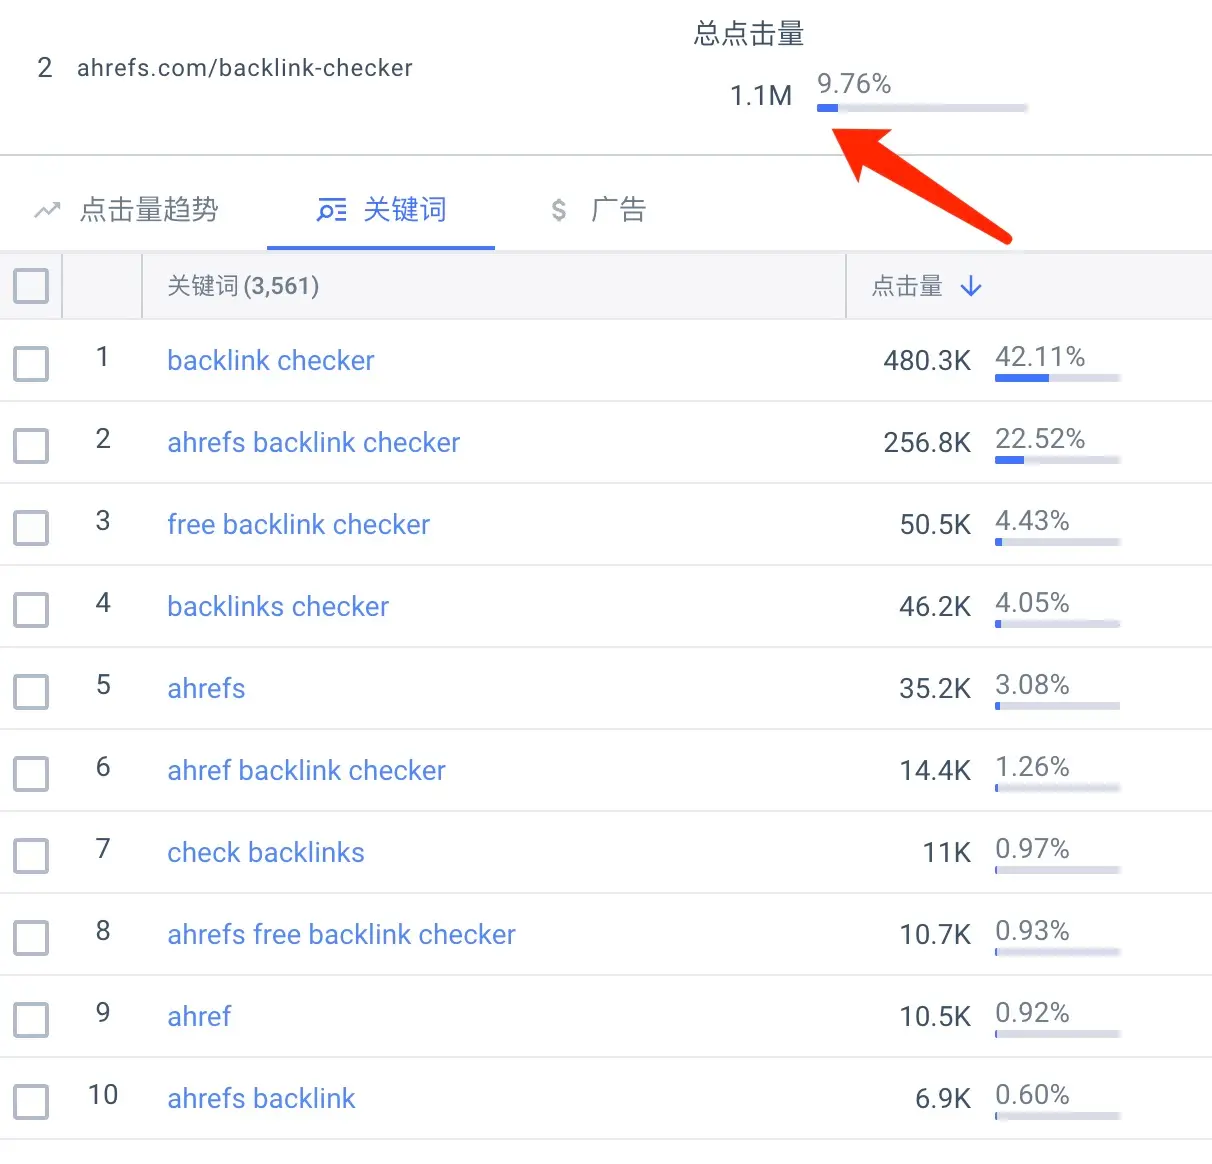 总点击量
2 ahrefs.com/backlink-checker
1.1M 9.76%
点击量趋势 关键词 $ 广告
关键词 (3,561) 点击量 ↓
1 backlink checker 480.3K 42.11%
2 ahrefs backlink checker 256.8K 22.52%
3 free backlink checker 50.5K 4.43%
4 backlinks checker 46.2K 4.05%
5 ahrefs 35.2K 3.08%
6 ahref backlink checker 14.4K 1.26%
7 check backlinks 11K 0.97%
8 ahrefs free backlink checker 10.7K 0.93%
9 ahref 10.5K 0.92%
10 ahrefs backlink 6.9K 0.60%